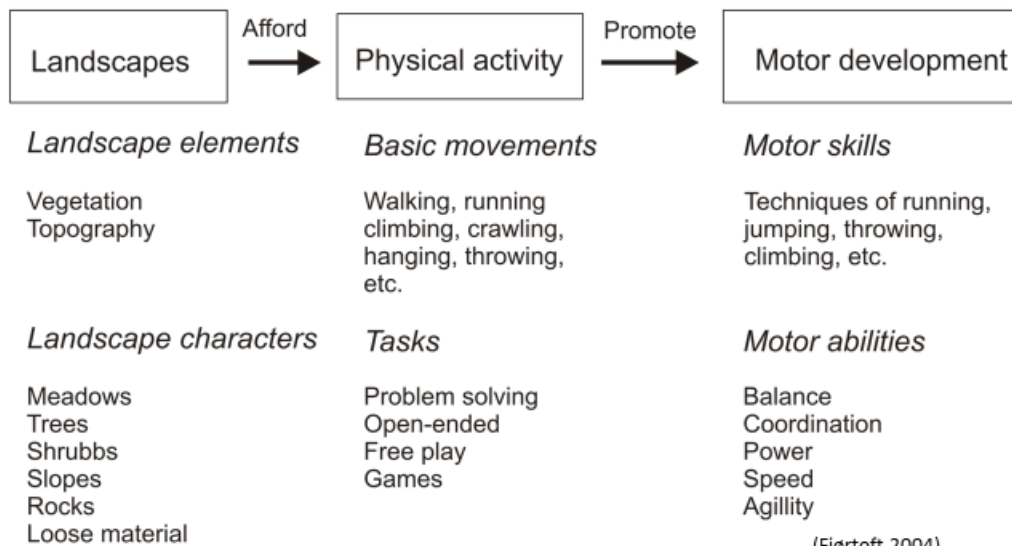 Landscapes
Afford
Physical activity
Promote
Motor development
Landscape elements
Vegetation
Topography
Basic movements
Walking, running
climbing, crawling,
hanging, throwing,
etc.
Motor skills
Techniques of running,
jumping, throwing,
climbing, etc.
Landscape characters
Meadows
Trees
Shrubbs
Slopes
Rocks
Loose material
Tasks
Problem solving
Open-ended
Free play
Games
Motor abilities
Balance
Coordination
Power
Speed
Agillity
(Fjørtoft 2004)